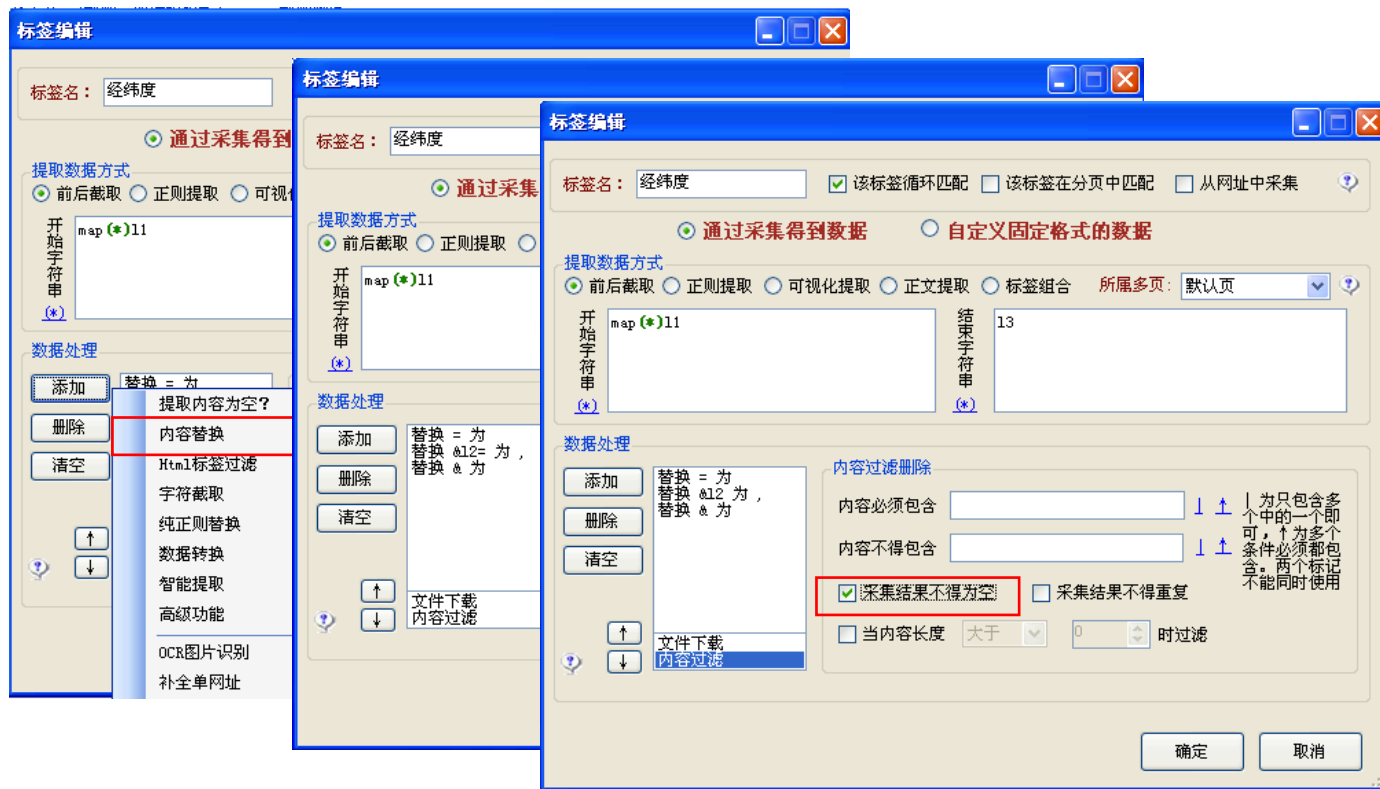 标签编辑
标签名： 经纬度
通过采集得到
提取数据方式
前后截取 正则提取 可视化
开始字符串
(*)
map(*)l1
数据处理
添加
删除
清空
替换 = 为
提取内容为空?
内容替换
Html标签过滤
字符截取
纯正则替换
数据转换
智能提取
高级功能
OCR图片识别
补全单网址
标签编辑
标签名： 经纬度
通过采集
提取数据方式
前后截取 正则提取
开始字符串
(*)
map(*)l1
数据处理
添加
删除
清空
替换 = 为
替换 &l2= 为 ,
替换 & 为
文件下载
内容过滤
标签编辑
标签名： 经纬度 该标签循环匹配 该标签在分页中匹配 从网址中采集
通过采集得到数据 自定义固定格式的数据
提取数据方式
前后截取 正则提取 可视化提取 正文提取 标签组合 所属多页: 默认页
开始字符串
(*)
map(*)l1
结束字符串
(*)
l3
数据处理
添加
删除
清空
替换 = 为
替换 &l2 为 ,
替换 & 为
文件下载
内容过滤
内容过滤删除
内容必须包含
内容不得包含
|为只包含多
个中的一个即
可，↑为多个
条件必须都包
含。两个标记
不能同时使用
采集结果不得为空 采集结果不得重复
当内容长度 大于 0 时过滤
确定 取消